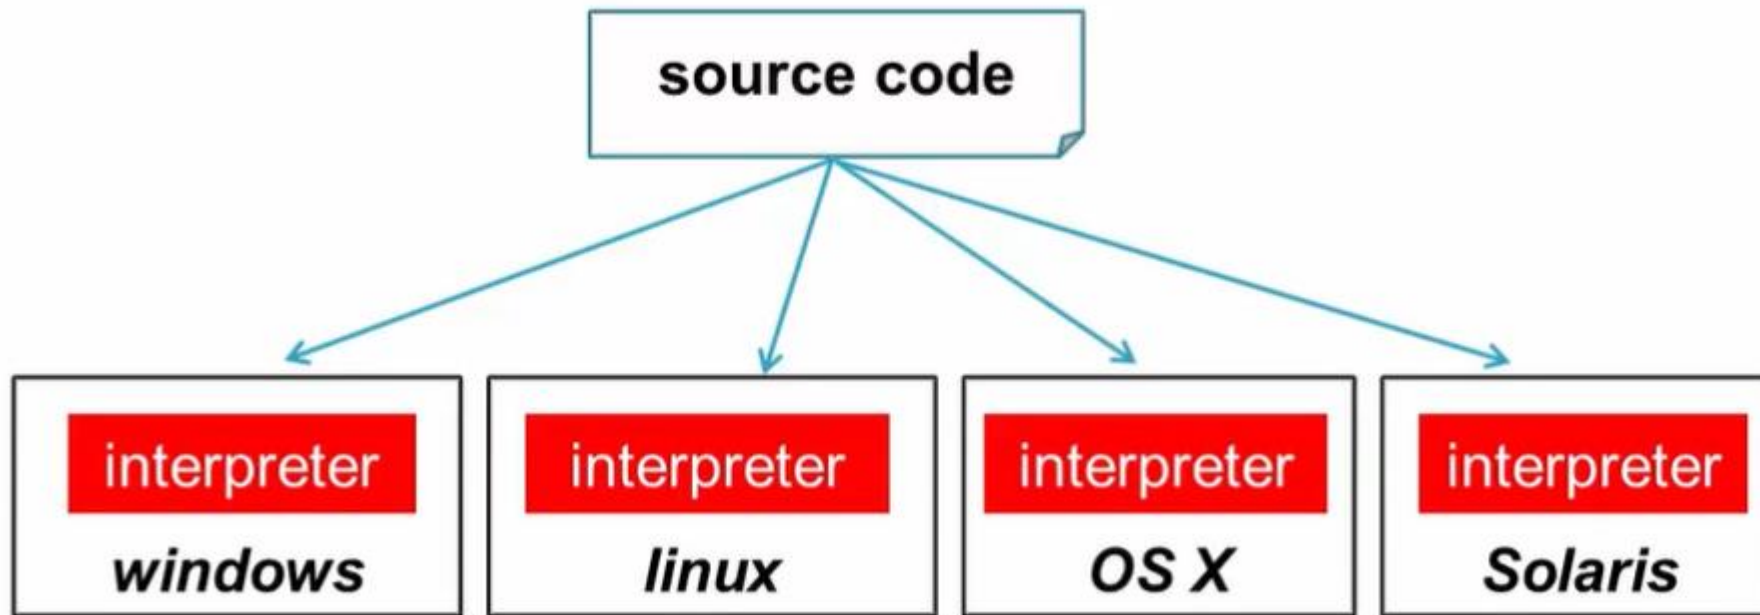 source code
interpreter
interpreter
interpreter
interpreter
windows
linux
OS X
Solaris